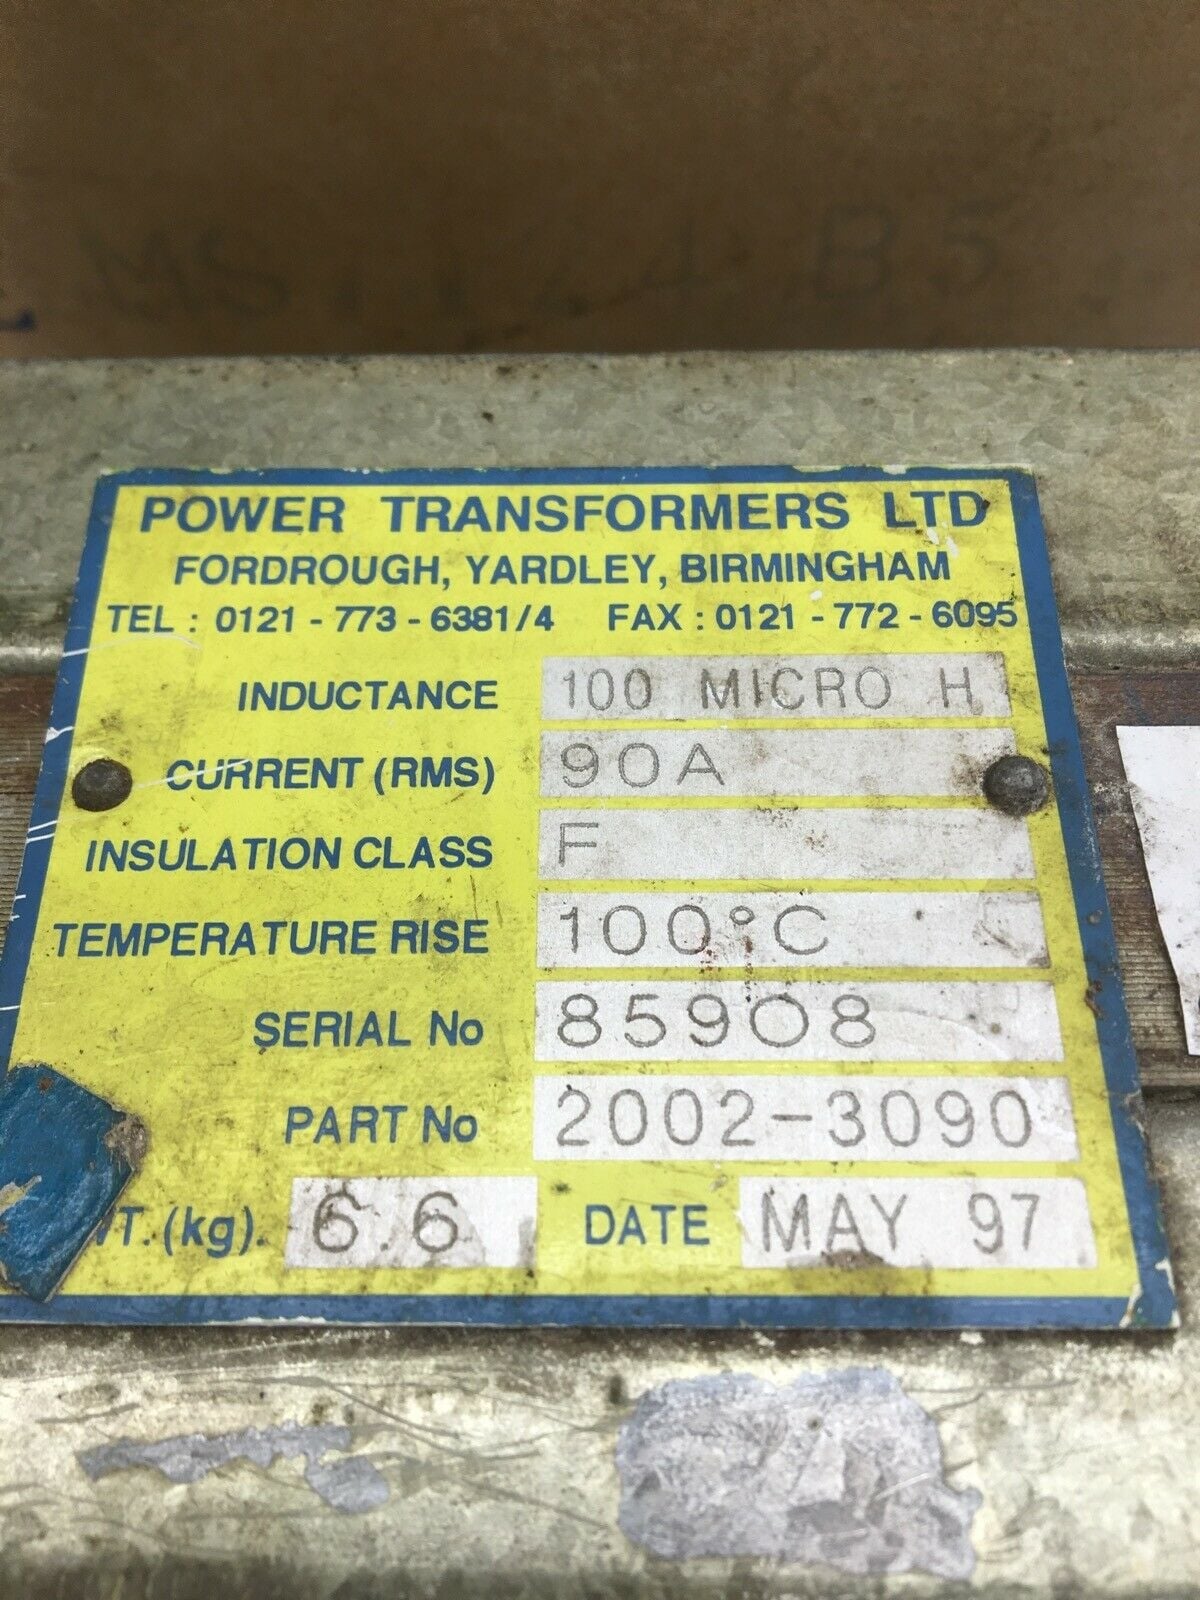 B5
POWER TRANSFORMERS LTD
FORDROUGH, YARDLEY, BIRMINGHAM
TEL : 0121 - 773 - 6381/4 FAX : 0121 - 772 - 6095
INDUCTANCE 100 MICRO H
CURRENT (RMS) 90A
INSULATION CLASS F
TEMPERATURE RISE 100°C
SERIAL No 85908
PART No 2002-3090
(kg). 6.6 DATE MAY 97